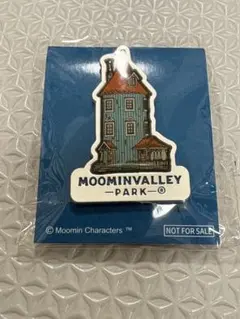 MOOMINVALLEY
PARK ®
© Moomin Characters ™
NOT FOR SALE